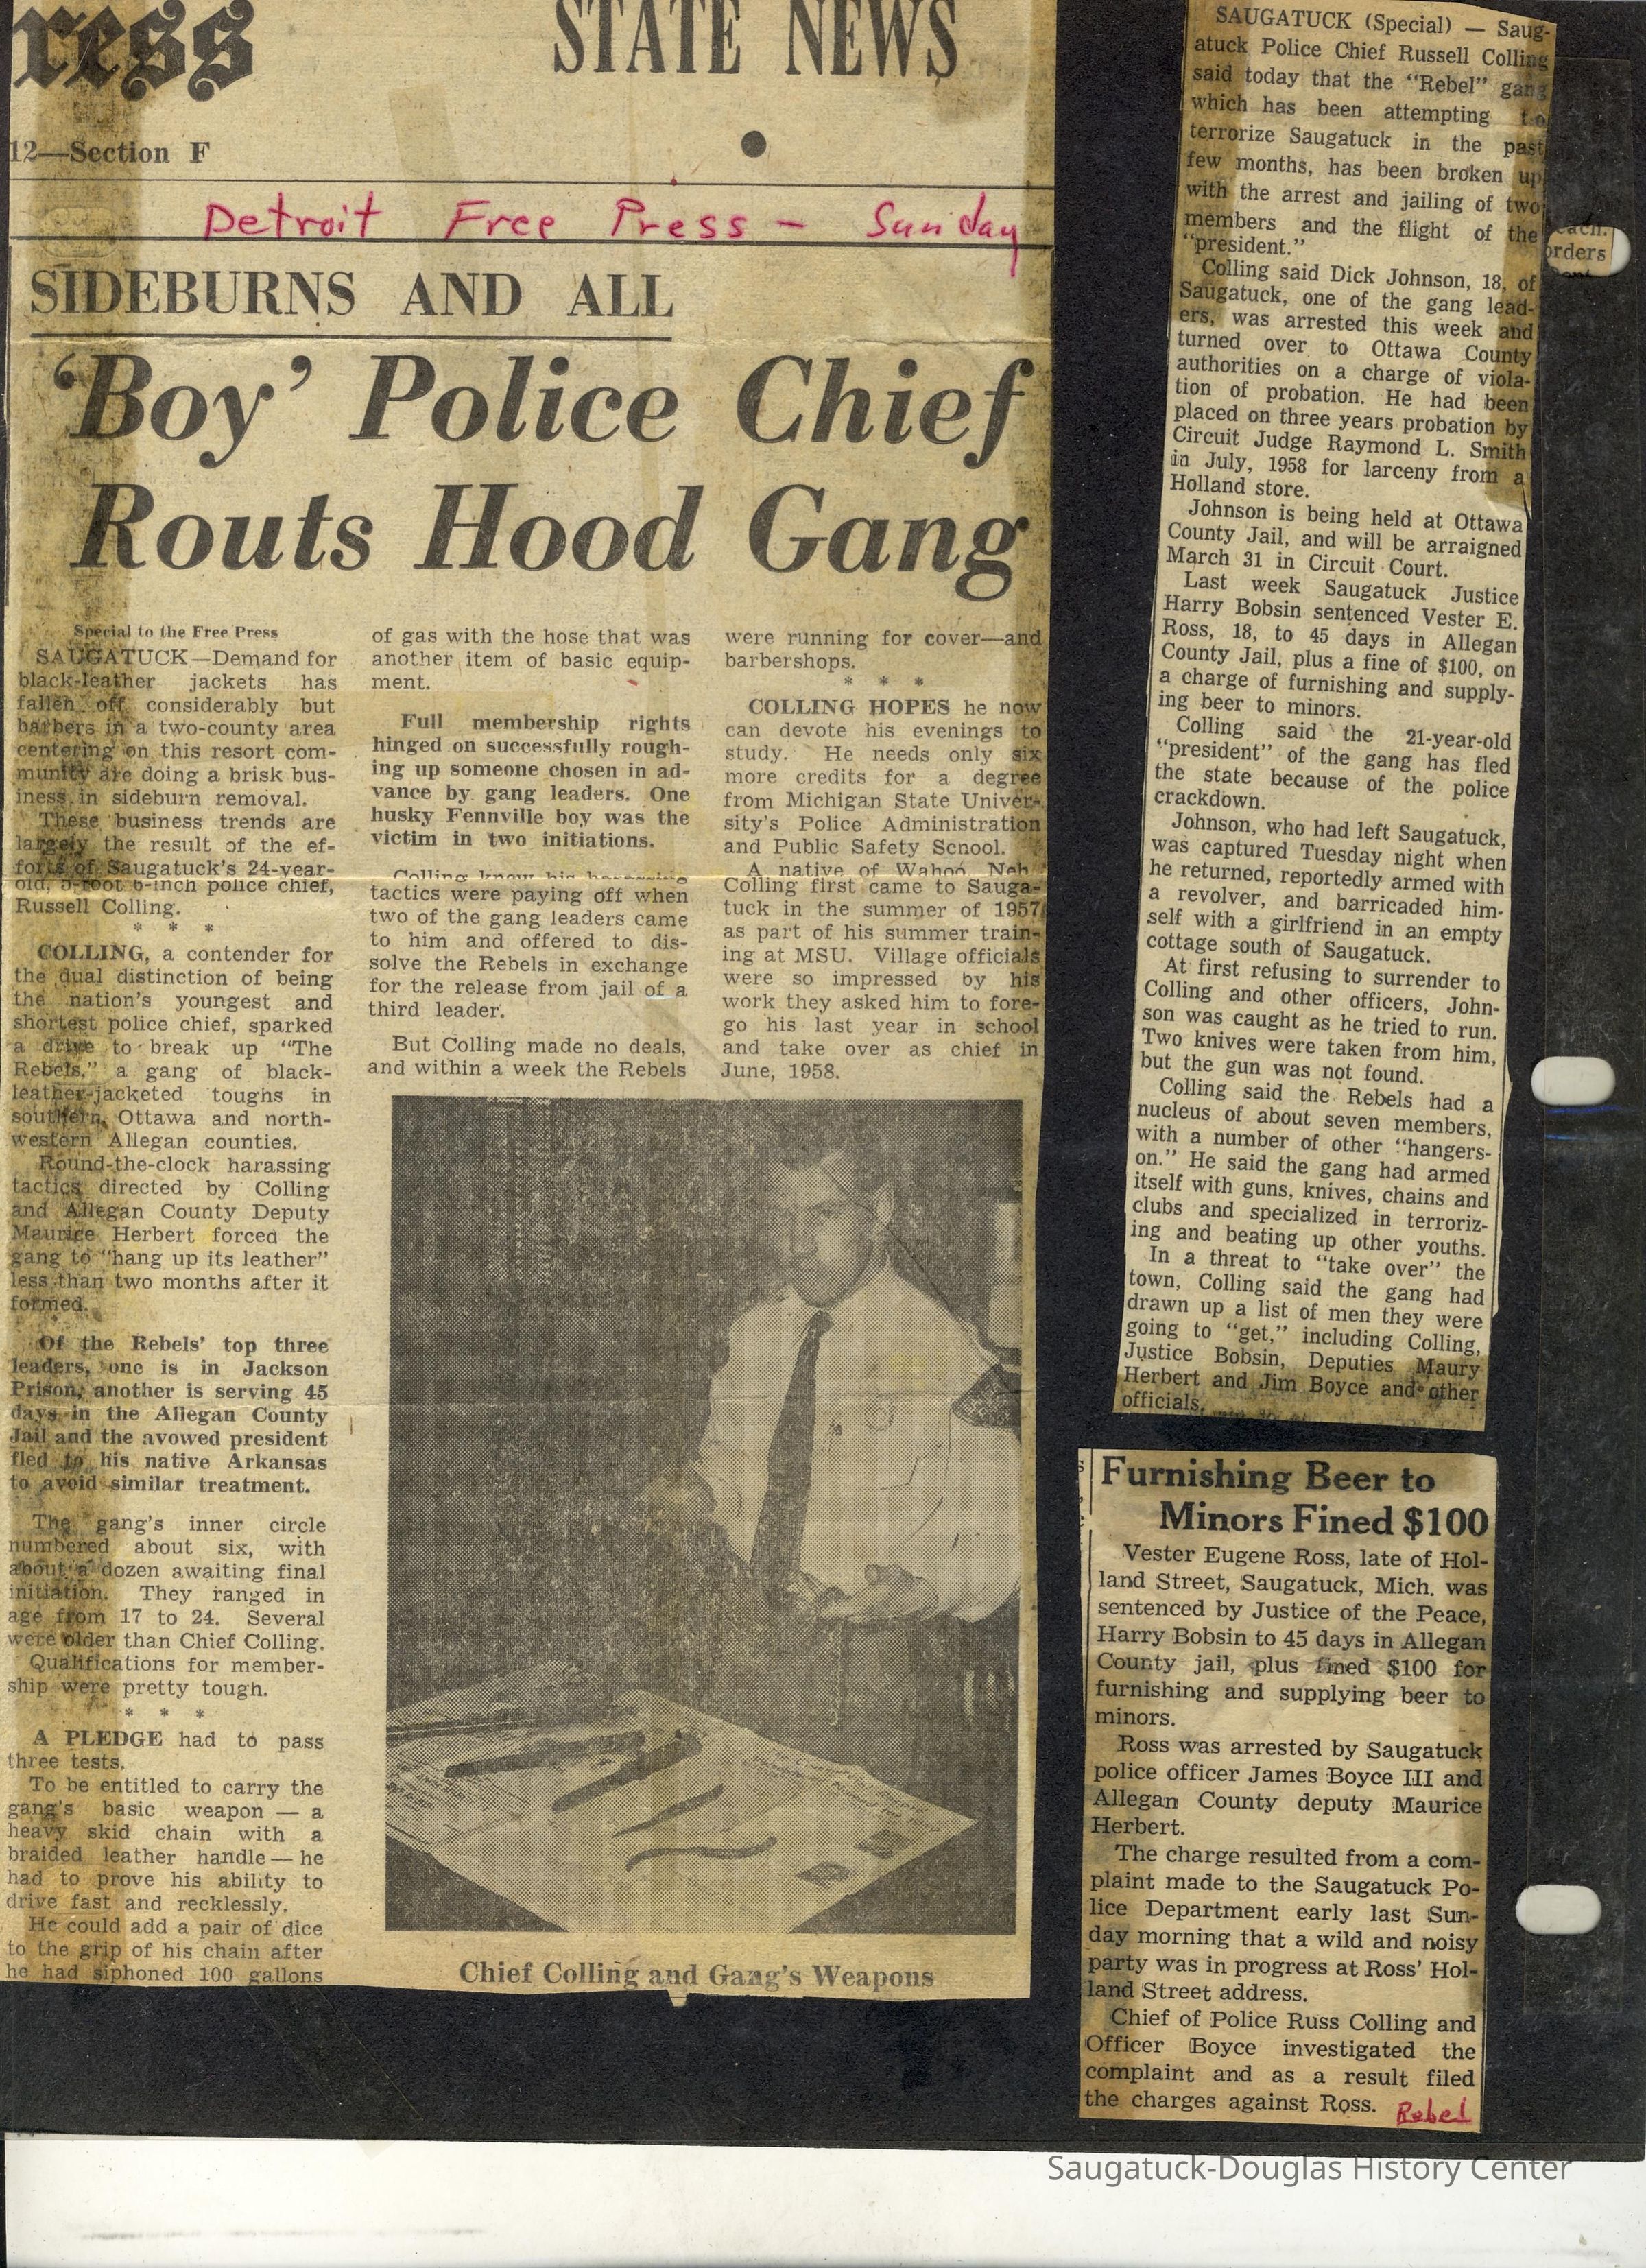 ress
STATE NEWS
12—Section F
Detroit Free Press - Sunday
SIDEBURNS AND ALL
‘Boy’ Police Chief
Routs Hood Gang
Special to the Free Press
SAUGATUCK—Demand for
black-leather jackets has
fallen off considerably but
barbers in a two-county area
centering on this resort com-
munity are doing a brisk bus-
iness in sideburn removal.
These business trends are
largely the result of the ef-
forts of Saugatuck's 24-year-
old, 5-foot 6-inch police chief,
Russell Colling.
* * *
COLLING, a contender for
the dual distinction of being
the nation's youngest and
shortest police chief, sparked
a drive to break up "The
Rebels," a gang of black-
leather-jacketed toughs in
southern Ottawa and north-
western Allegan counties.
Round-the-clock harassing
tactics directed by Colling
and Allegan County Deputy
Maurice Herbert forced the
gang to "hang up its leather"
less than two months after it
formed.
Of the Rebels' top three
leaders, one is in Jackson
Prison, another is serving 45
days in the Allegan County
Jail and the avowed president
fled to his native Arkansas
to avoid similar treatment.
The gang's inner circle
numbered about six, with
about a dozen awaiting final
initiation. They ranged in
age from 17 to 24. Several
were older than Chief Colling.
Qualifications for member-
ship were pretty tough.
* * *
A PLEDGE had to pass
three tests.
To be entitled to carry the
gang's basic weapon — a
heavy skid chain with a
braided leather handle — he
had to prove his ability to
drive fast and recklessly.
He could add a pair of dice
to the grip of his chain after
he had siphoned 100 gallons
of gas with the hose that was
another item of basic equip-
ment.
Full membership rights
hinged on successfully rough-
ing up someone chosen in ad-
vance by gang leaders. One
husky Fennville boy was the
victim in two initiations.
Colling knew his harassing
tactics were paying off when
two of the gang leaders came
to him and offered to dis-
solve the Rebels in exchange
for the release from jail of a
third leader.
But Colling made no deals,
and within a week the Rebels
were running for cover—and
barbershops.
* * *
COLLING HOPES he now
can devote his evenings to
study. He needs only six
more credits for a degree
from Michigan State Univer-
sity's Police Administration
and Public Safety School.
A native of Wahoo, Neb.,
Colling first came to Sauga-
tuck in the summer of 1957
as part of his summer train-
ing at MSU. Village officials
were so impressed by his
work they asked him to fore-
go his last year in school
and take over as chief in
June, 1958.
Chief Colling and Gang's Weapons
SAUGATUCK (Special) — Saug-
atuck Police Chief Russell Colling
said today that the "Rebel" gang
which has been attempting to
terrorize Saugatuck in the past
few months, has been broken up
with the arrest and jailing of two
members and the flight of the
"president."
Colling said Dick Johnson, 18, of
Saugatuck, one of the gang lead-
ers, was arrested this week and
turned over to Ottawa County
authorities on a charge of viola-
tion of probation. He had been
placed on three years probation by
Circuit Judge Raymond L. Smith
in July, 1958 for larceny from a
Holland store.
Johnson is being held at Ottawa
County Jail, and will be arraigned
March 31 in Circuit Court.
Last week Saugatuck Justice
Harry Bobsin sentenced Vester E.
Ross, 18, to 45 days in Allegan
County Jail, plus a fine of $100, on
a charge of furnishing and supply-
ing beer to minors.
Colling said the 21-year-old
"president" of the gang has fled
the state because of the police
crackdown.
Johnson, who had left Saugatuck,
was captured Tuesday night when
he returned, reportedly armed with
a revolver, and barricaded him-
self with a girlfriend in an empty
cottage south of Saugatuck.
At first refusing to surrender to
Colling and other officers, John-
son was caught as he tried to run.
Two knives were taken from him,
but the gun was not found.
Colling said the Rebels had a
nucleus of about seven members,
with a number of other "hangers-
on." He said the gang had armed
itself with guns, knives, chains and
clubs and specialized in terroriz-
ing and beating up other youths.
In a threat to "take over" the
town, Colling said the gang had
drawn up a list of men they were
going to "get," including Colling,
Justice Bobsin, Deputies Maury
Herbert and Jim Boyce and other
officials.
each.
orders
Furnishing Beer to
Minors Fined $100
Vester Eugene Ross, late of Hol-
land Street, Saugatuck, Mich. was
sentenced by Justice of the Peace,
Harry Bobsin to 45 days in Allegan
County jail, plus fined $100 for
furnishing and supplying beer to
minors.
Ross was arrested by Saugatuck
police officer James Boyce III and
Allegan County deputy Maurice
Herbert.
The charge resulted from a com-
plaint made to the Saugatuck Po-
lice Department early last Sun-
day morning that a wild and noisy
party was in progress at Ross' Hol-
land Street address.
Chief of Police Russ Colling and
Officer Boyce investigated the
complaint and as a result filed
the charges against Ross.
Rebel
Saugatuck-Douglas History Center